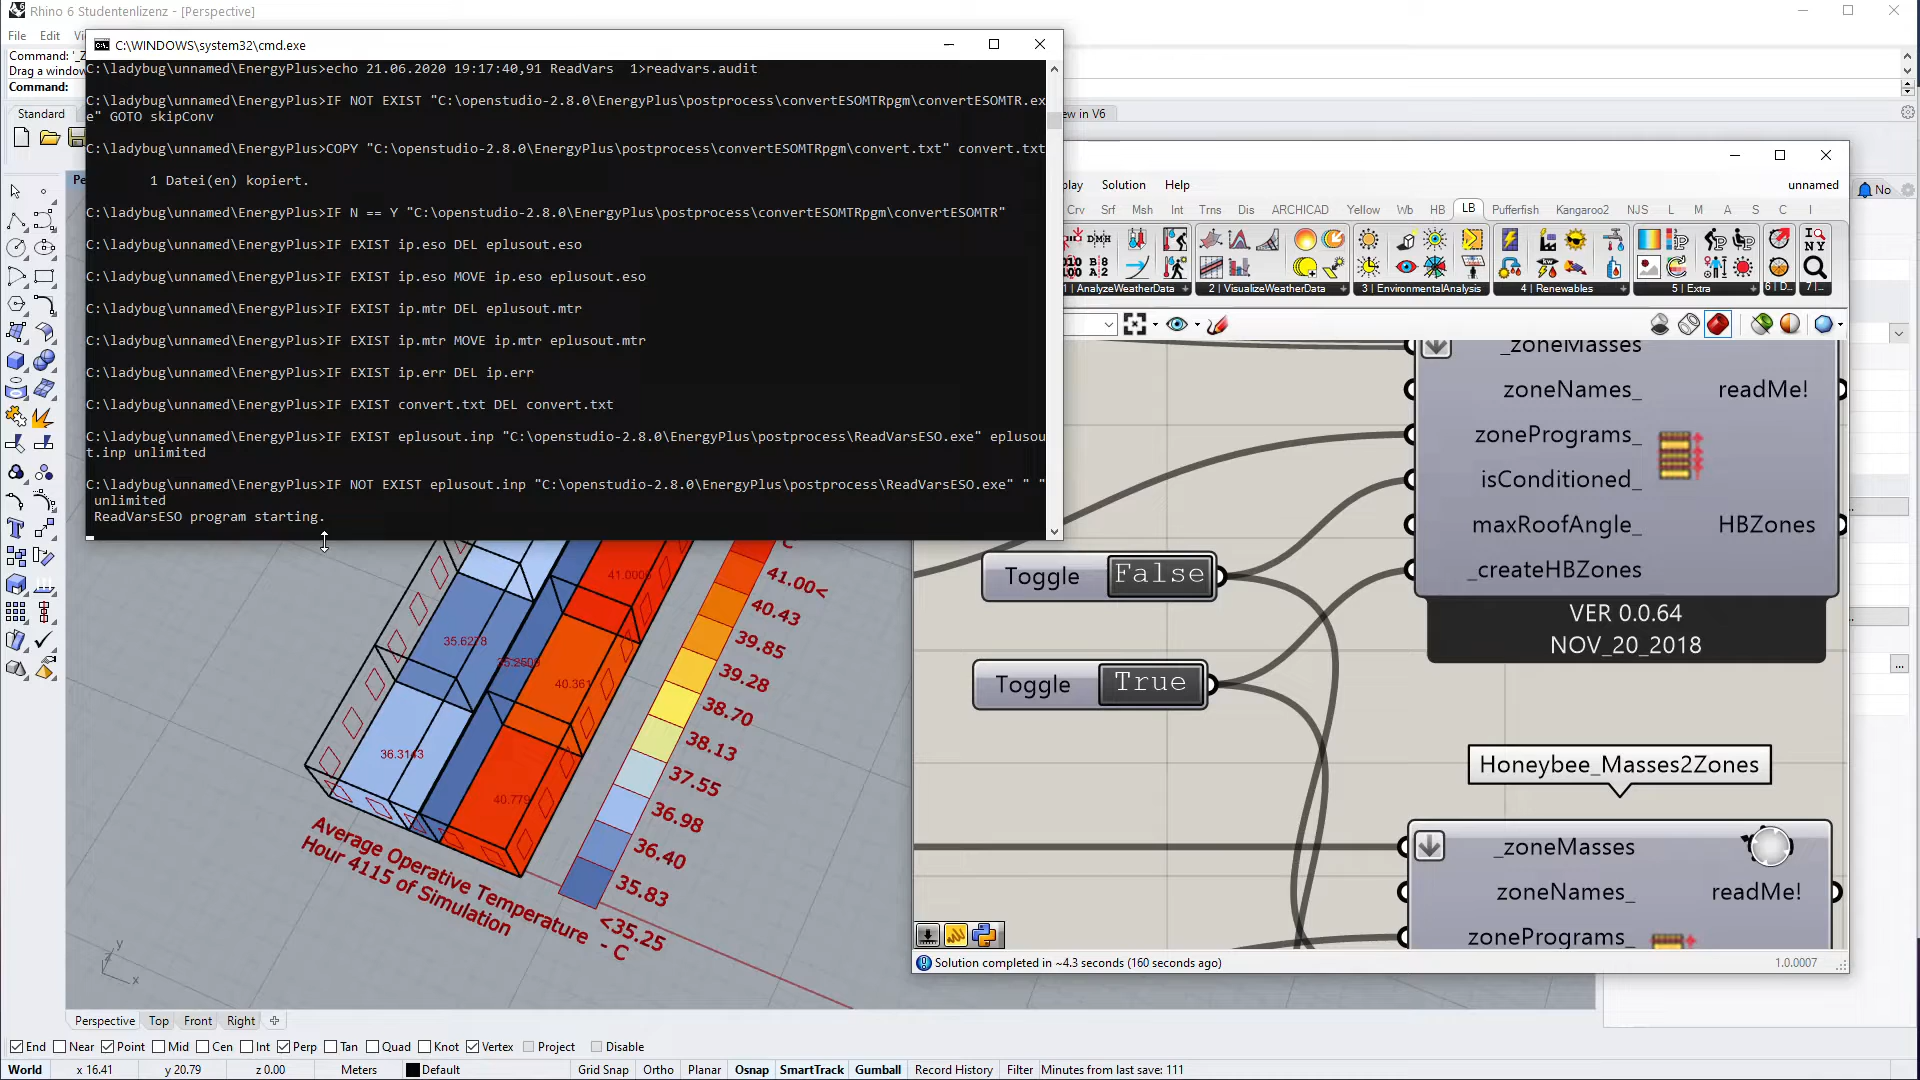 Rhino 6 Studentenlizenz - [Perspective]
File Edit
Command: '_Z
Drag a window
Command:
Standard
C:\WINDOWS\system32\cmd.exe
C:\ladybug\unnamed\EnergyPlus>echo 21.06.2020 19:17:40,91 ReadVars  1>readvars.audit
C:\ladybug\unnamed\EnergyPlus>IF NOT EXIST "C:\openstudio-2.8.0\EnergyPlus\postprocess\convertESOMTRpgm\convertESOMTR.ex
e" GOTO skipConv
C:\ladybug\unnamed\EnergyPlus>COPY "C:\openstudio-2.8.0\EnergyPlus\postprocess\convertESOMTRpgm\convert.txt" convert.txt
1 Datei(en) kopiert.
C:\ladybug\unnamed\EnergyPlus>IF N == Y "C:\openstudio-2.8.0\EnergyPlus\postprocess\convertESOMTRpgm\convertESOMTR"
C:\ladybug\unnamed\EnergyPlus>IF EXIST ip.eso DEL eplusout.eso
C:\ladybug\unnamed\EnergyPlus>IF EXIST ip.eso MOVE ip.eso eplusout.eso
C:\ladybug\unnamed\EnergyPlus>IF EXIST ip.mtr DEL eplusout.mtr
C:\ladybug\unnamed\EnergyPlus>IF EXIST ip.mtr MOVE ip.mtr eplusout.mtr
C:\ladybug\unnamed\EnergyPlus>IF EXIST ip.err DEL ip.err
C:\ladybug\unnamed\EnergyPlus>IF EXIST convert.txt DEL convert.txt
C:\ladybug\unnamed\EnergyPlus>IF EXIST eplusout.inp "C:\openstudio-2.8.0\EnergyPlus\postprocess\ReadVarsESO.exe" eplusou
t.inp unlimited
C:\ladybug\unnamed\EnergyPlus>IF NOT EXIST eplusout.inp "C:\openstudio-2.8.0\EnergyPlus\postprocess\ReadVarsESO.exe" " "
unlimited
ReadVarsESO program starting.
ew in V6
No
play Solution Help
unnamed
Crv Srf Msh Int Trns Dis ARCHICAD Yellow Wb HB LB Pufferfish Kangaroo2 NJS L M A S C I
1 | AnalyzeWeatherData
2 | VisualizeWeatherData
3 | EnvironmentalAnalysis
4 | Renewables
5 | Extra
6 | D...
7 |...
_zoneMasses
zoneNames_
readMe!
zonePrograms_
isConditioned_
maxRoofAngle_
HBZones
_createHBZones
VER 0.0.64
NOV_20_2018
Toggle False
Toggle True
Honeybee_Masses2Zones
_zoneMasses
zoneNames_
readMe!
zonePrograms_
Solution completed in ~4.3 seconds (160 seconds ago)
1.0.0007
41.0006
35.6278
40.361
36.3143
40.779
41.00<
40.43
39.85
39.28
38.70
38.13
37.55
36.98
36.40
35.83
<35.25
Average Operative Temperature - C
Hour 4115 of Simulation
y
x
Perspective Top Front Right
End Near Point Mid Cen Int Perp Tan Quad Knot Vertex Project Disable
World x 16.41 y 20.79 z 0.00 Meters Default Grid Snap Ortho Planar Osnap SmartTrack Gumball Record History Filter Minutes from last save: 111